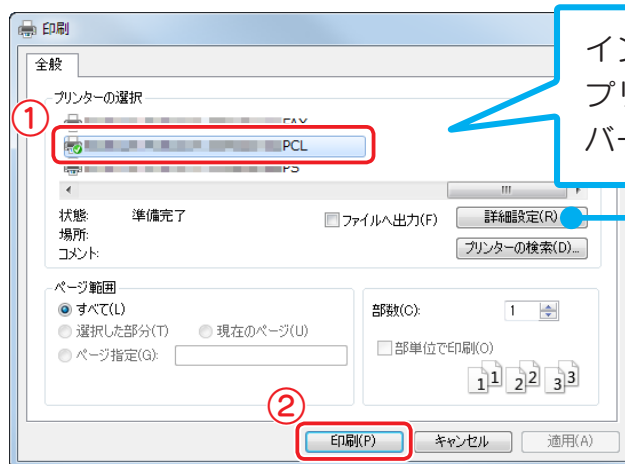 印刷
全般
プリンターの選択
①
FAX
PCL
PS
状態: 準備完了
場所:
コメント:
ファイルへ出力(F)
詳細設定(R)
プリンターの検索(D)...
ページ範囲
すべて(L)
選択した部分(T) 現在のページ(U)
ページ指定(G):
部数(C): 1
部単位で印刷(O)
1 1 2 2 3 3
②
印刷(P) キャンセル 適用(A)
イン
プリ
バー